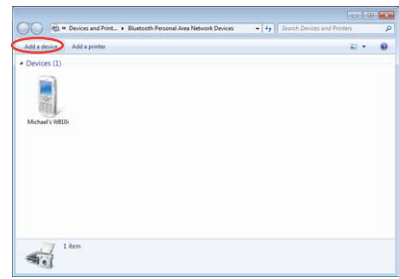 « Devices and Print... ▸ Bluetooth Personal Area Network Devices
Search Devices and Printers
Add a device
Add a printer
Devices (1)
Michael's W810i
1 item